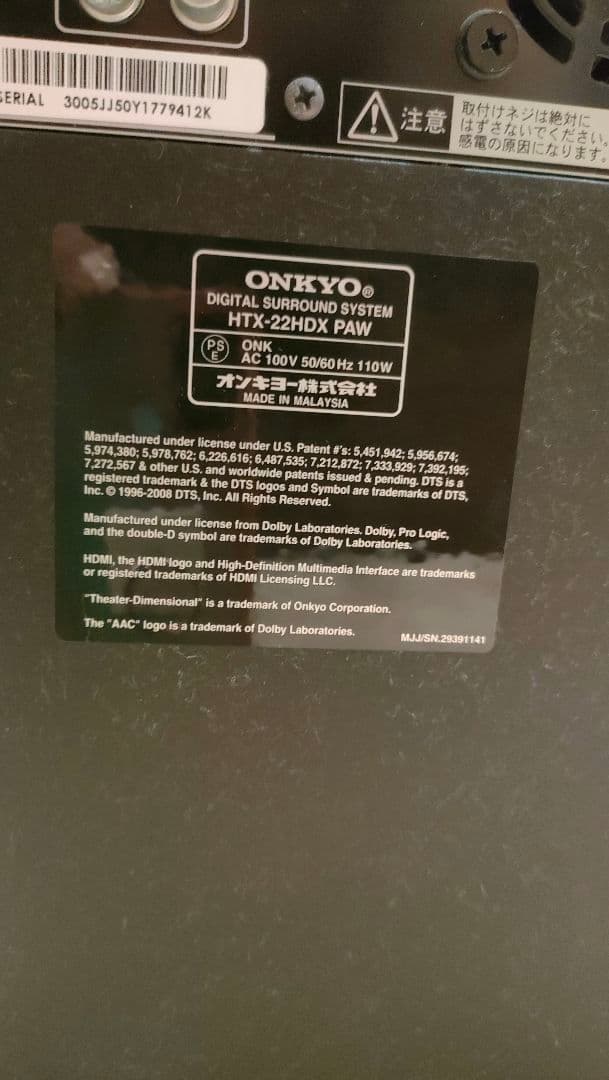 SERIAL 3005JJ50Y1779412K
注意
取付けネジは絶対に
はずさないでください。
感電の原因になります。
ONKYO®
DIGITAL SURROUND SYSTEM
HTX-22HDX PAW
PS E
ONK
AC 100V 50/60Hz 110W
オンキヨー株式会社
MADE IN MALAYSIA
Manufactured under license under U.S. Patent #'s: 5,451,942; 5,956,674;
5,974,380; 5,978,762; 6,226,616; 6,487,535; 7,212,872; 7,333,929; 7,392,195;
7,272,567 & other U.S. and worldwide patents issued & pending. DTS is a
registered trademark & the DTS logos and Symbol are trademarks of DTS,
Inc. © 1996-2008 DTS, Inc. All Rights Reserved.
Manufactured under license from Dolby Laboratories. Dolby, Pro Logic,
and the double-D symbol are trademarks of Dolby Laboratories.
HDMI, the HDMI logo and High-Definition Multimedia Interface are trademarks
or registered trademarks of HDMI Licensing LLC.
"Theater-Dimensional" is a trademark of Onkyo Corporation.
The "AAC" logo is a trademark of Dolby Laboratories.
MJJ/SN.29391141